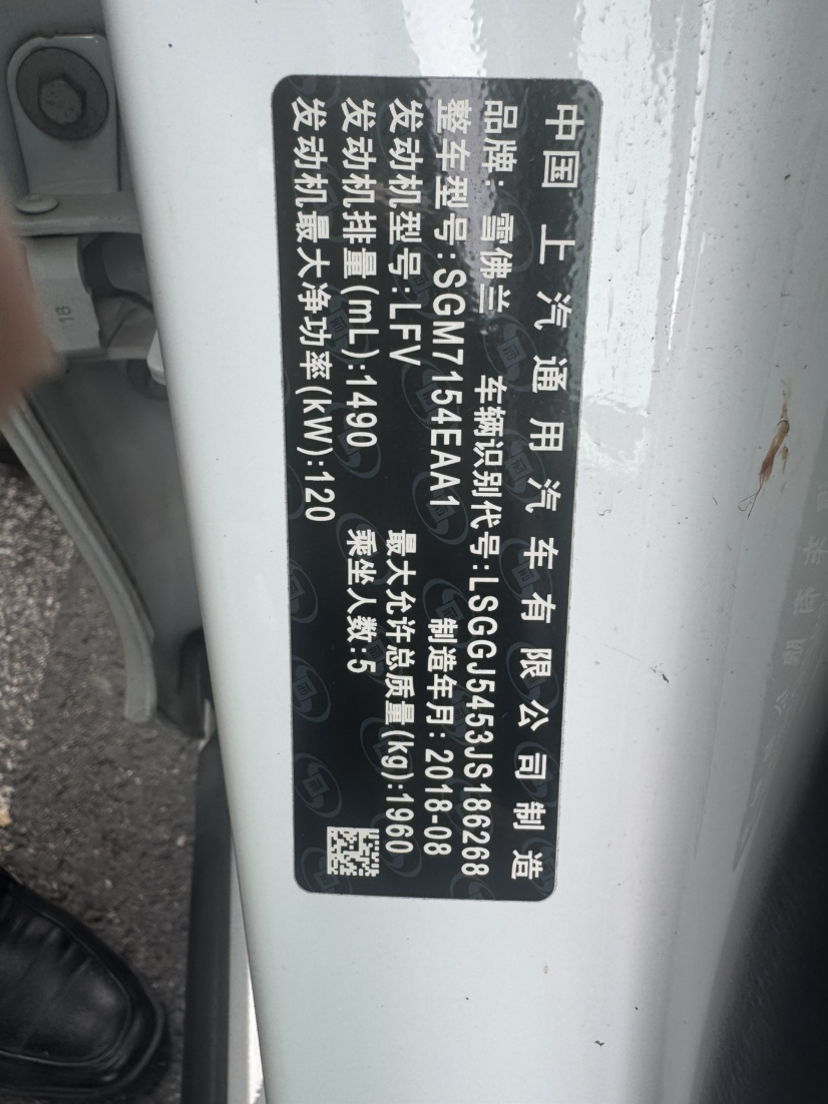 中国 上汽通用汽车有限公司制造
品牌: 雪佛兰 车辆识别代号:LSGGJ5453JS186268
整车型号:SGM7154EAA1 制造年月: 2018-08
发动机型号:LFV 最大允许总质量(kg):1960
发动机排量(mL):1490 乘坐人数:5
发动机最大净功率(kW):120
16